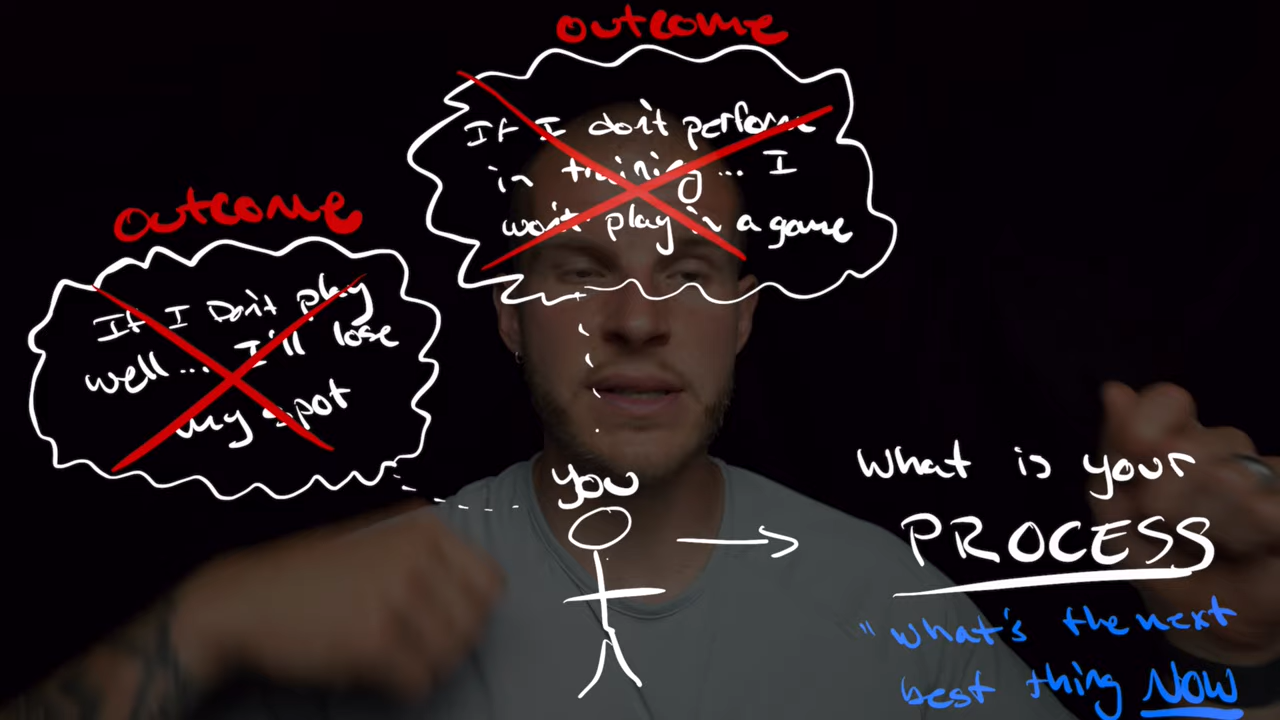 outcome
If I don't perform
in training... I
won't play in a game
outcome
If I Don't play
well... I'll lose
my spot
you
what is your
PROCESS
"what's the next
best thing NOW